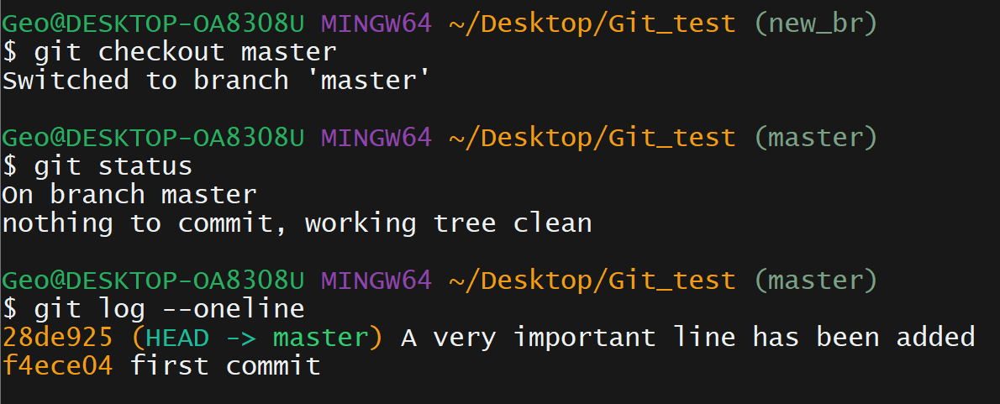 Geo@DESKTOP-OA8308U MINGW64 ~/Desktop/Git_test (new_br)
$ git checkout master
Switched to branch 'master'
Geo@DESKTOP-OA8308U MINGW64 ~/Desktop/Git_test (master)
$ git status
On branch master
nothing to commit, working tree clean
Geo@DESKTOP-OA8308U MINGW64 ~/Desktop/Git_test (master)
$ git log --oneline
28de925 (HEAD -> master) A very important line has been added
f4ece04 first commit